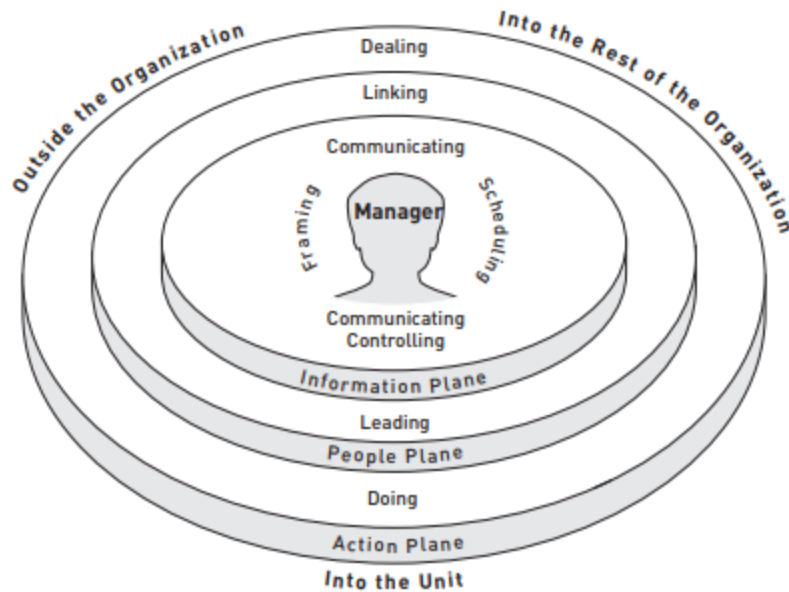 Outside the Organization
Into the Rest of the Organization
Dealing
Linking
Communicating
Framing
Manager
Scheduling
Communicating
Controlling
Information Plane
Leading
People Plane
Doing
Action Plane
Into the Unit